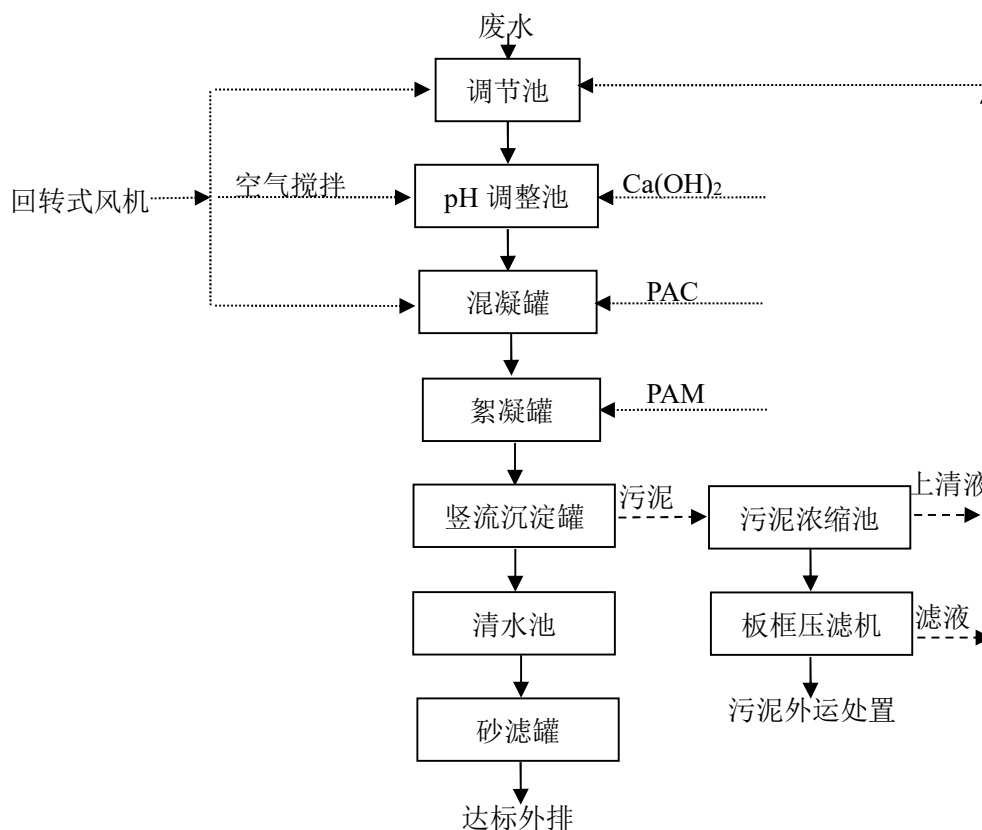 废水
调节池
空气搅拌
回转式风机
pH 调整池
Ca(OH)₂
混凝罐
PAC
絮凝罐
PAM
竖流沉淀罐
污泥
污泥浓缩池
上清液
清水池
板框压滤机
滤液
砂滤罐
污泥外运处置
达标外排